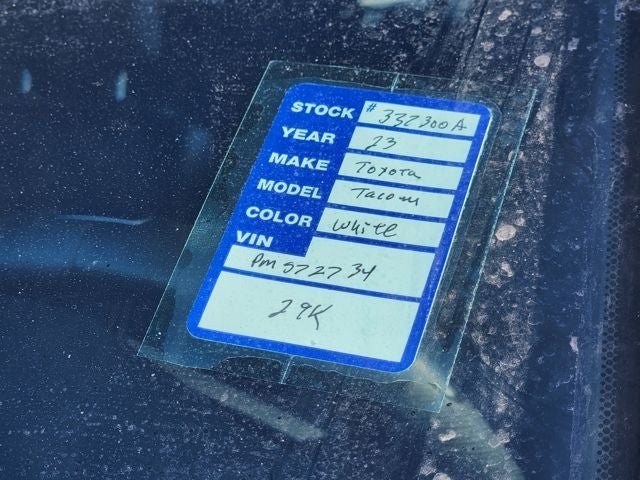 STOCK # 332300A
YEAR 23
MAKE Toyota
MODEL Tacoma
COLOR White
VIN
PM 572734
29K